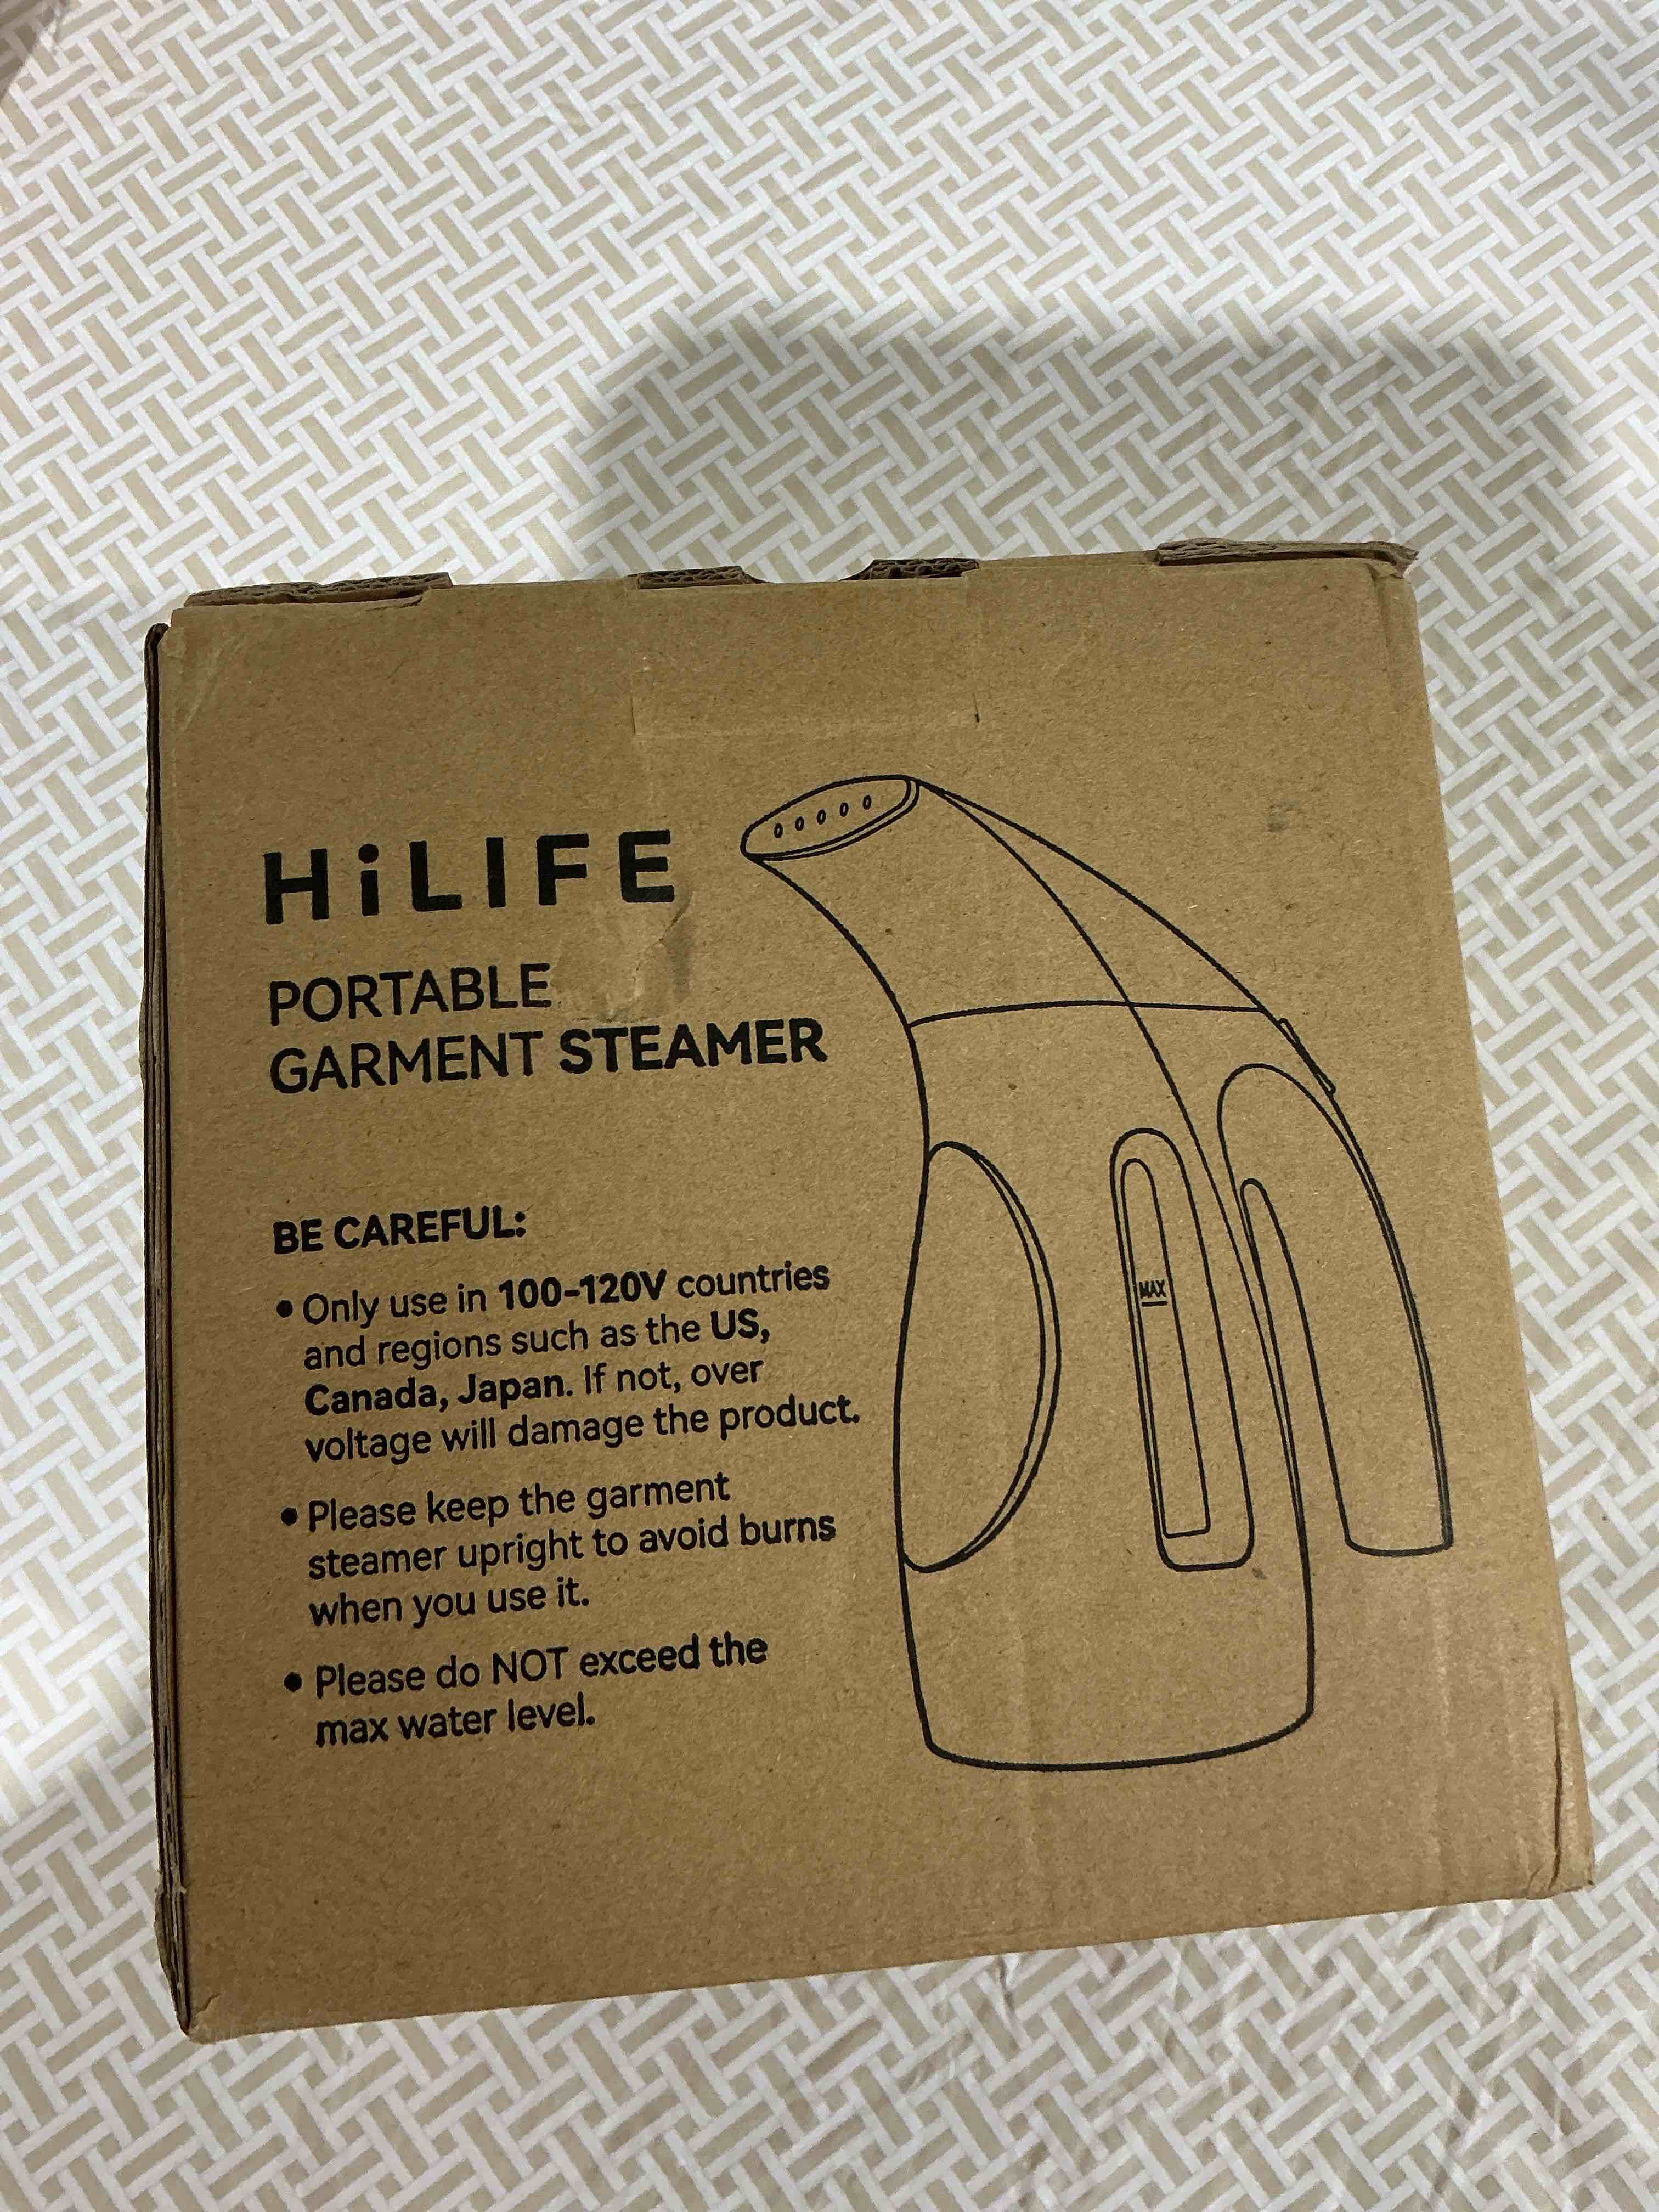 HiLIFE
PORTABLE
GARMENT STEAMER
BE CAREFUL:
• Only use in 100-120V countries
and regions such as the US,
Canada, Japan. If not, over
voltage will damage the product.
• Please keep the garment
steamer upright to avoid burns
when you use it.
• Please do NOT exceed the
max water level.
MAX